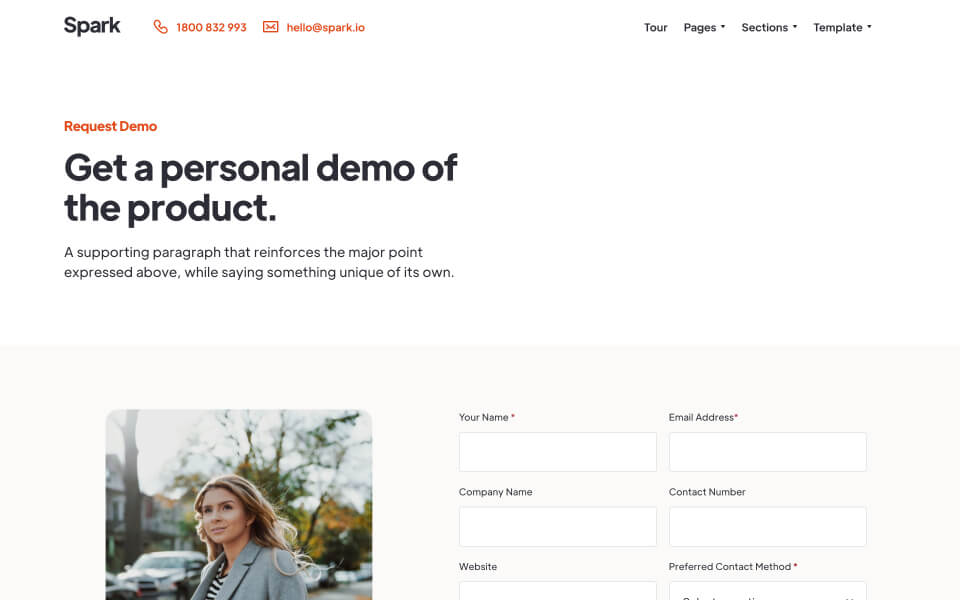 Spark
1800 832 993
hello@spark.io
Tour
Pages
Sections
Template
Request Demo
Get a personal demo of
the product.
A supporting paragraph that reinforces the major point
expressed above, while saying something unique of its own.
Your Name *
Email Address*
Company Name
Contact Number
Website
Preferred Contact Method *